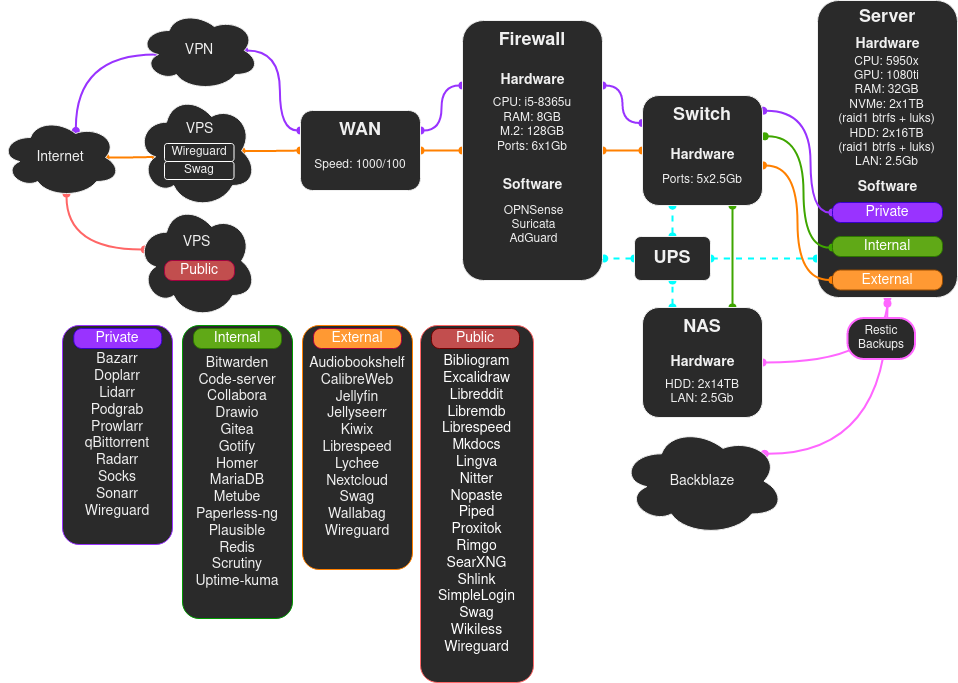 VPN
Internet
VPS
Wireguard
Swag
VPS
Public
WAN
Speed: 1000/100
Firewall
Hardware
CPU: i5-8365u
RAM: 8GB
M.2: 128GB
Ports: 6x1Gb
Software
OPNSense
Suricata
AdGuard
Switch
Hardware
Ports: 5x2.5Gb
UPS
NAS
Hardware
HDD: 2x14TB
LAN: 2.5Gb
Server
Hardware
CPU: 5950x
GPU: 1080ti
RAM: 32GB
NVMe: 2x1TB
(raid1 btrfs + luks)
HDD: 2x16TB
(raid1 btrfs + luks)
LAN: 2.5Gb
Software
Private
Internal
External
Restic
Backups
Backblaze
Private
Bazarr
Doplarr
Lidarr
Podgrab
Prowlarr
qBittorrent
Radarr
Socks
Sonarr
Wireguard
Internal
Bitwarden
Code-server
Collabora
Drawio
Gitea
Gotify
Homer
MariaDB
Metube
Paperless-ng
Plausible
Redis
Scrutiny
Uptime-kuma
External
Audiobookshelf
CalibreWeb
Jellyfin
Jellyseerr
Kiwix
Librespeed
Lychee
Nextcloud
Swag
Wallabag
Wireguard
Public
Bibliogram
Excalidraw
Libreddit
Libremdb
Librespeed
Mkdocs
Lingva
Nitter
Nopaste
Piped
Proxitok
Rimgo
SearXNG
Shlink
SimpleLogin
Swag
Wikiless
Wireguard